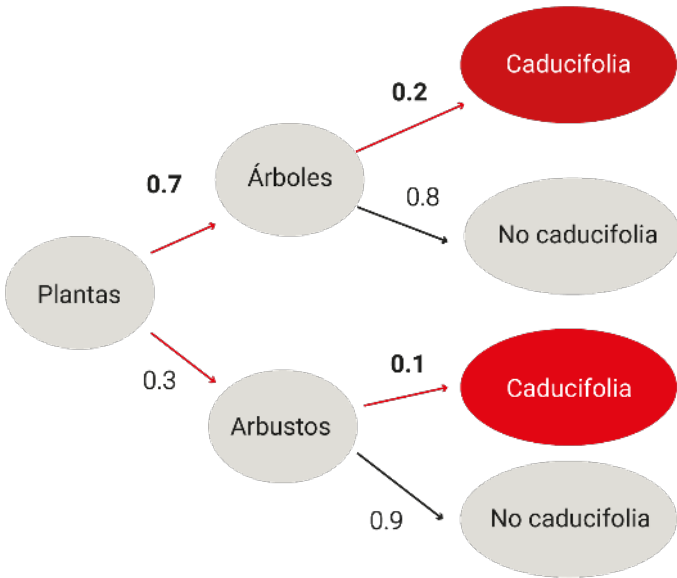 Caducifolia
0.2
Árboles
0.7
0.8
No caducifolia
Plantas
0.3
0.1
Caducifolia
Arbustos
0.9
No caducifolia